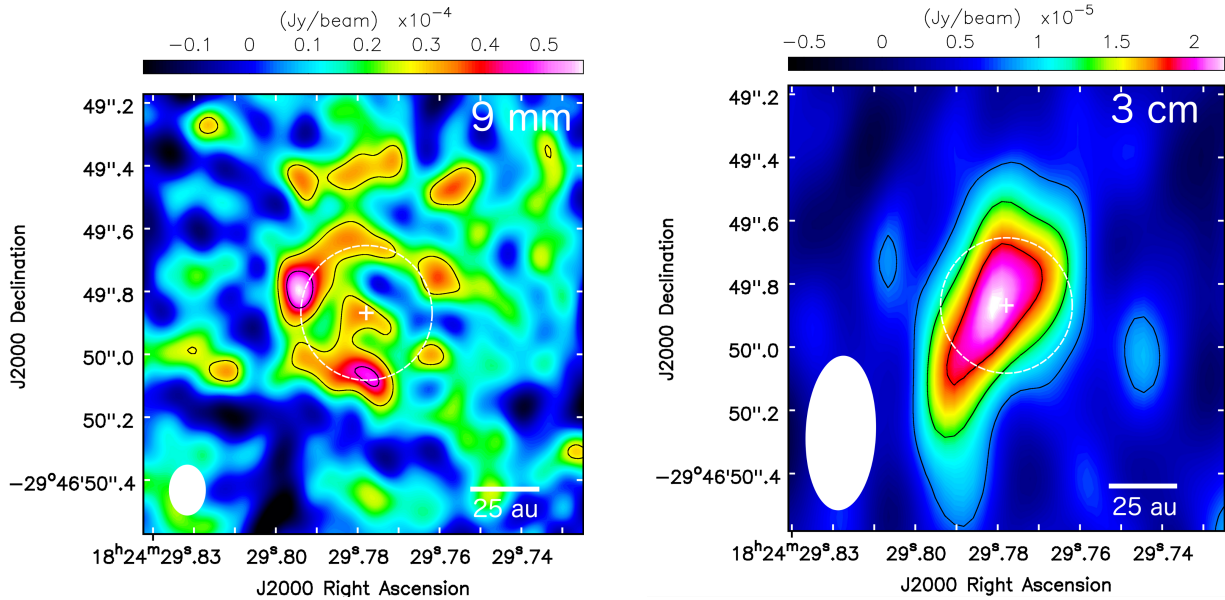 (Jy/beam) x10⁻⁴
−0.1 0 0.1 0.2 0.3 0.4 0.5
9 mm
49".2
49".4
49".6
49".8
50".0
50".2
−29°46'50".4
J2000 Declination
25 au
18ʰ24ᵐ29ˢ.83 29ˢ.80 29ˢ.78 29ˢ.76 29ˢ.74
J2000 Right Ascension
(Jy/beam) x10⁻⁵
−0.5 0 0.5 1 1.5 2
3 cm
49".2
49".4
49".6
49".8
50".0
50".2
−29°46'50".4
J2000 Declination
25 au
18ʰ24ᵐ29ˢ.83 29ˢ.80 29ˢ.78 29ˢ.76 29ˢ.74
J2000 Right Ascension